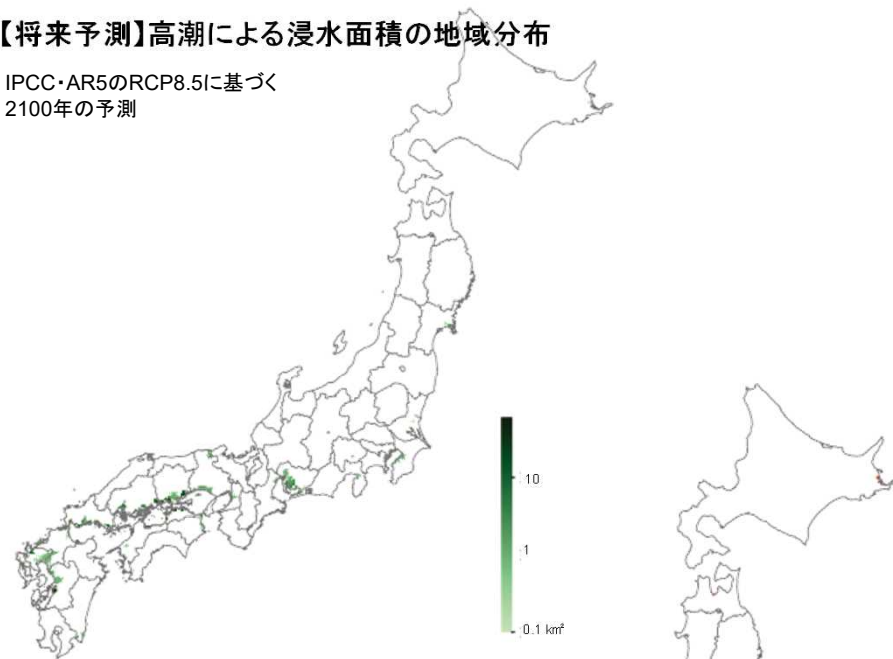 【将来予測】高潮による浸水面積の地域分布
IPCC・AR5のRCP8.5に基づく
2100年の予測
10
1
0.1 km²